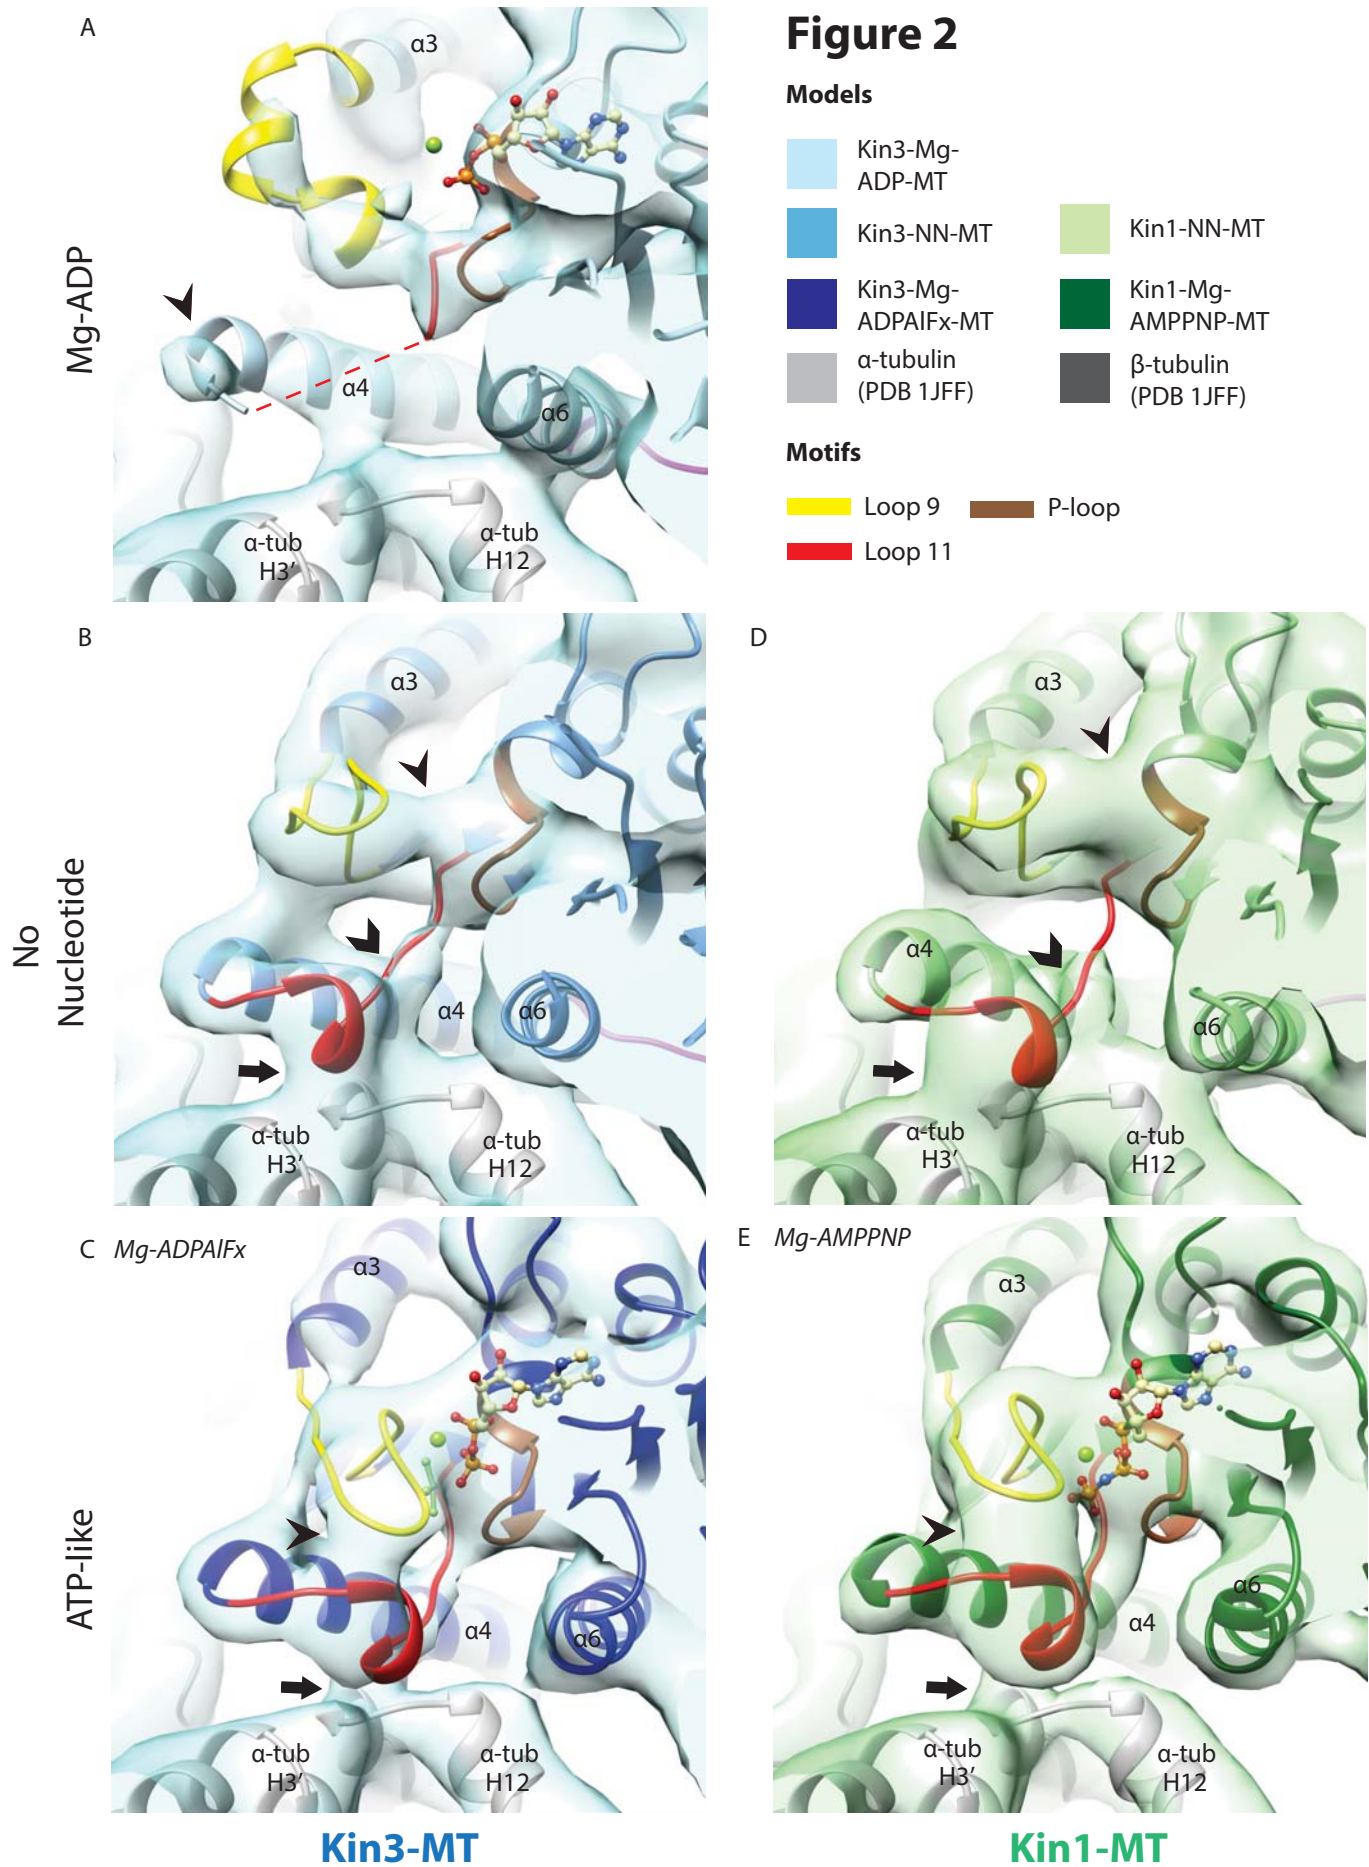 Figure 2
Models
Kin3-Mg-
ADP-MT
Kin3-NN-MT
Kin1-NN-MT
Kin3-Mg-
ADPAlFx-MT
Kin1-Mg-
AMPPNP-MT
α-tubulin
(PDB 1JFF)
β-tubulin
(PDB 1JFF)
Motifs
Loop 9
P-loop
Loop 11
A
Mg-ADP
α3
α4
α6
α-tub
H3′
α-tub
H12
B
No
Nucleotide
α3
α4
α6
α-tub
H3′
α-tub
H12
D
α3
α4
α6
α-tub
H3′
α-tub
H12
C Mg-ADPAlFx
ATP-like
α3
α4
α6
α-tub
H3′
α-tub
H12
E Mg-AMPPNP
α3
α6
α4
α-tub
H3′
α-tub
H12
Kin3-MT
Kin1-MT